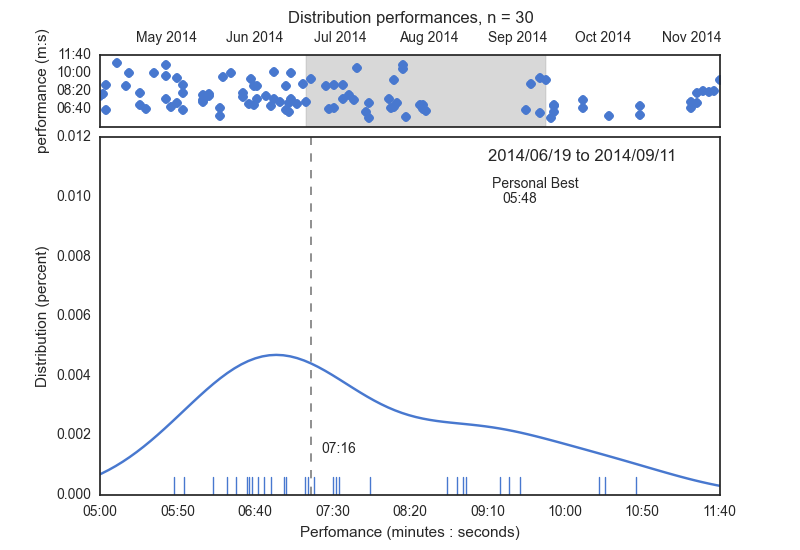 Distribution performances, n = 30
May 2014 Jun 2014 Jul 2014 Aug 2014 Sep 2014 Oct 2014 Nov 2014
performance (m:s)
11:40
10:00
08:20
06:40
Distribution (percent)
0.012
0.010
0.008
0.006
0.004
0.002
0.000
2014/06/19 to 2014/09/11
Personal Best
05:48
07:16
05:00 05:50 06:40 07:30 08:20 09:10 10:00 10:50 11:40
Perfomance (minutes : seconds)